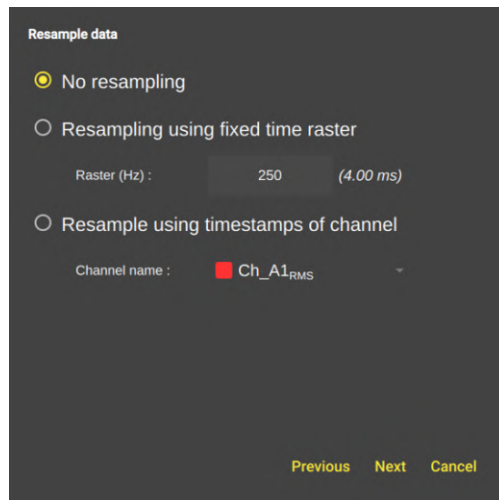 Resample data
No resampling
Resampling using fixed time raster
Raster (Hz) : 250 (4.00 ms)
Resample using timestamps of channel
Channel name : Ch_A1RMS
Previous Next Cancel